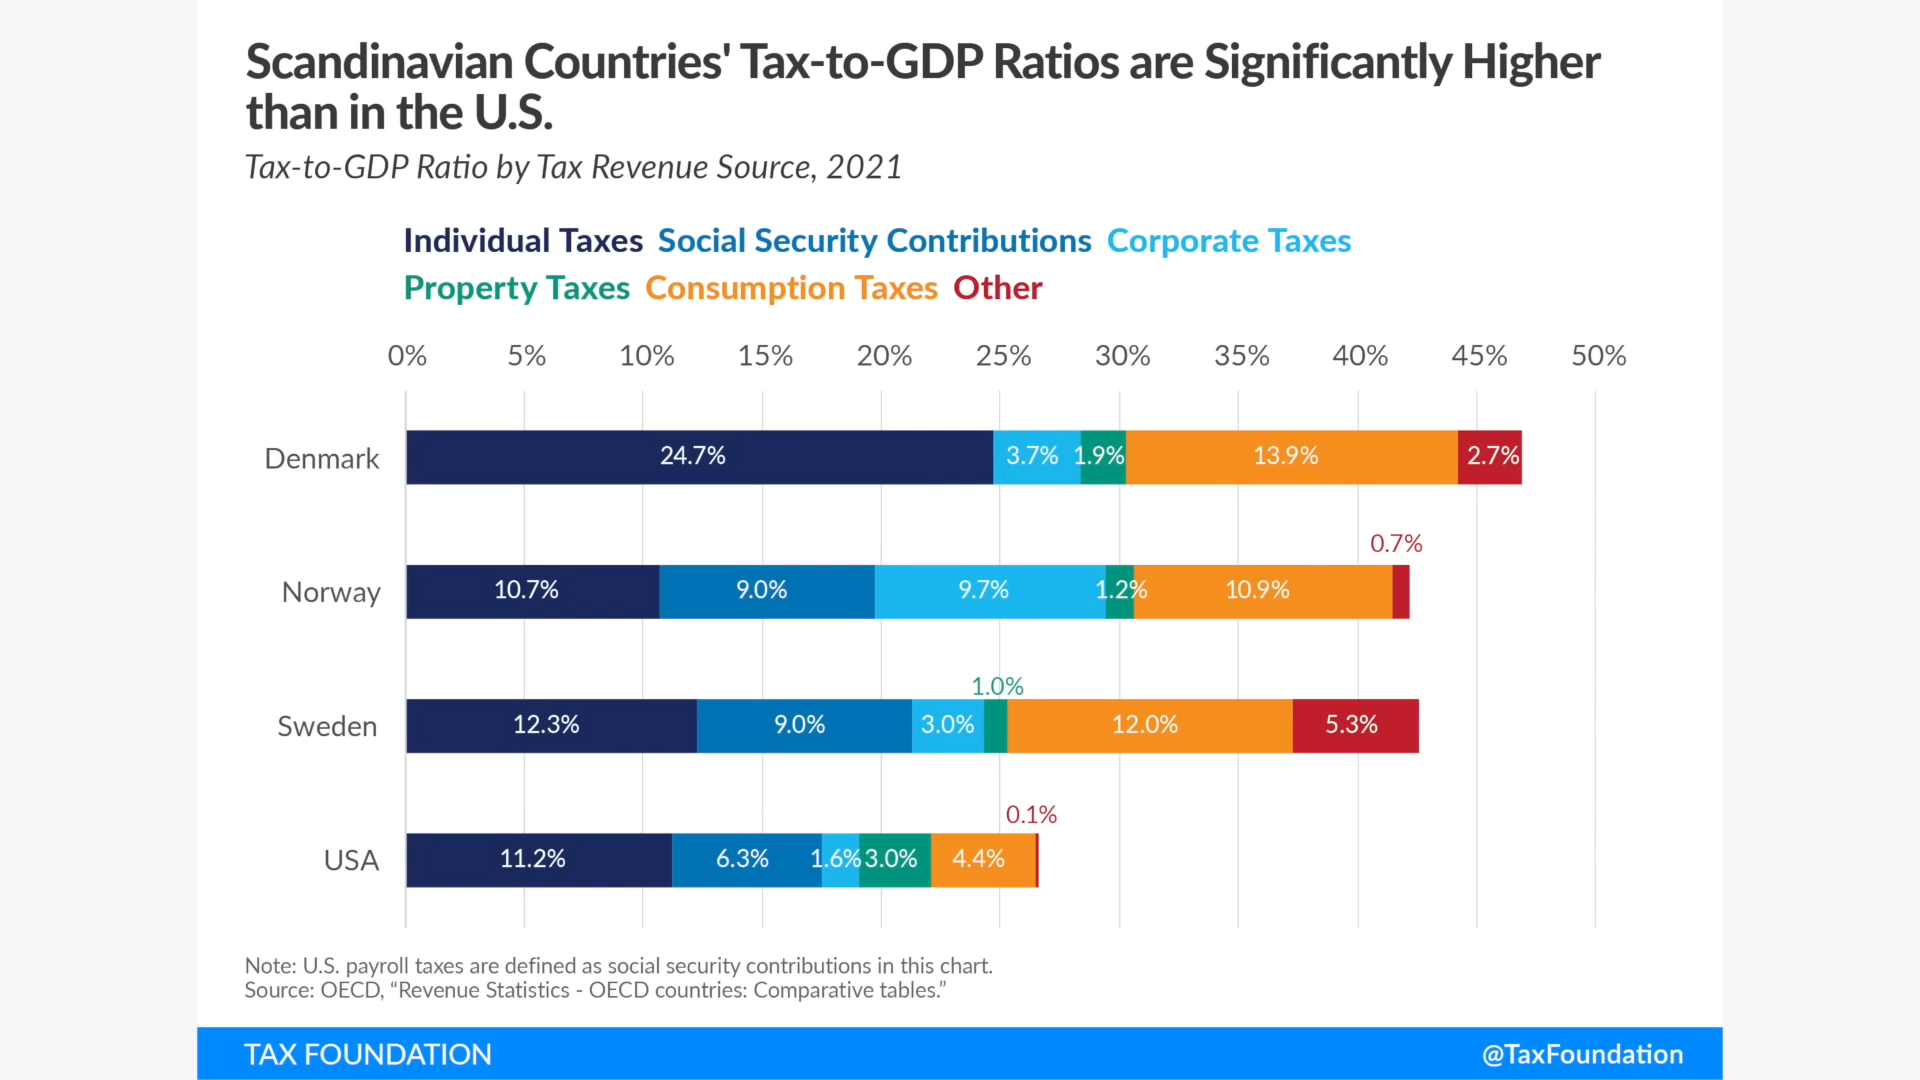 Scandinavian Countries' Tax-to-GDP Ratios are Significantly Higher
than in the U.S.
Tax-to-GDP Ratio by Tax Revenue Source, 2021
Individual Taxes Social Security Contributions Corporate Taxes
Property Taxes Consumption Taxes Other
0% 5% 10% 15% 20% 25% 30% 35% 40% 45% 50%
Denmark 24.7% 3.7% 1.9% 13.9% 2.7%
0.7%
Norway 10.7% 9.0% 9.7% 1.2% 10.9%
1.0%
Sweden 12.3% 9.0% 3.0% 12.0% 5.3%
0.1%
USA 11.2% 6.3% 1.6% 3.0% 4.4%
Note: U.S. payroll taxes are defined as social security contributions in this chart.
Source: OECD, “Revenue Statistics - OECD countries: Comparative tables.”
TAX FOUNDATION @TaxFoundation